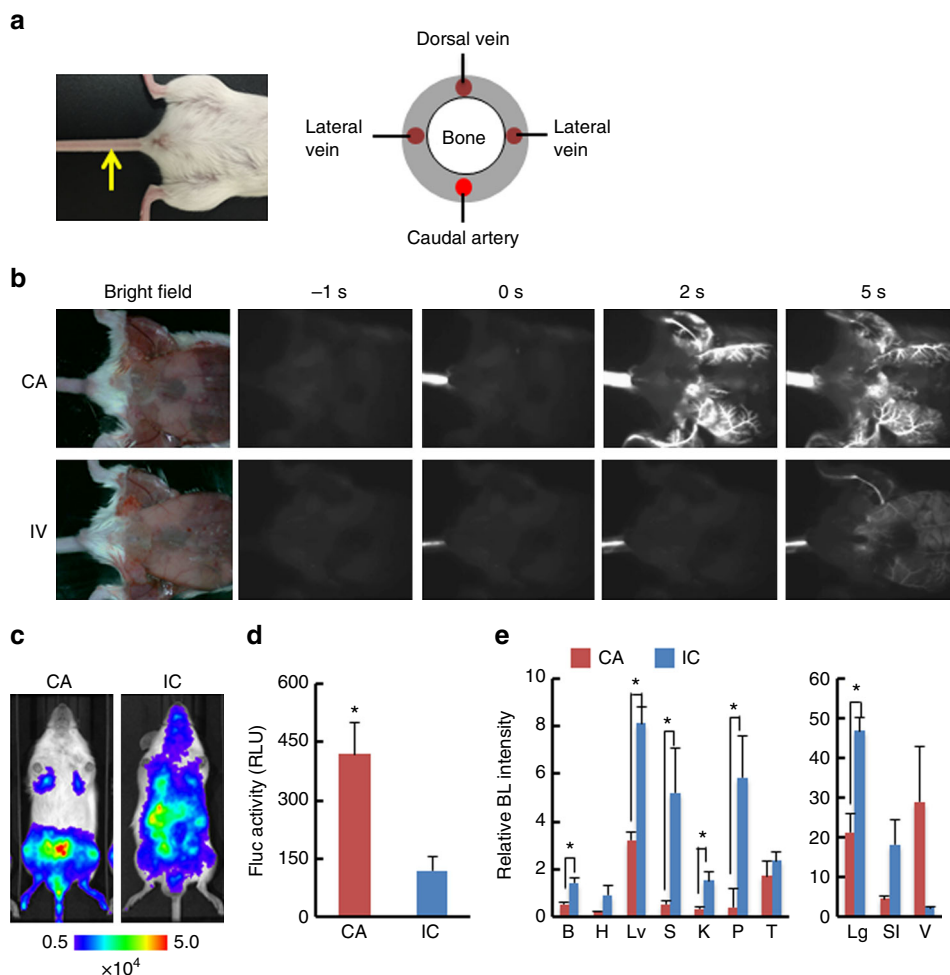 a
Dorsal vein
Lateral vein
Bone
Lateral vein
Caudal artery
b
Bright field
–1 s
0 s
2 s
5 s
CA
IV
c
CA
IC
0.5
5.0
×10⁴
d
Fluc activity (RLU)
600
450
300
150
0
*
CA
IC
e
CA
IC
Relative BL intensity
10
8
6
4
2
0
*
*
*
*
*
B H Lv S K P T
60
50
40
30
20
10
0
*
Lg SI V